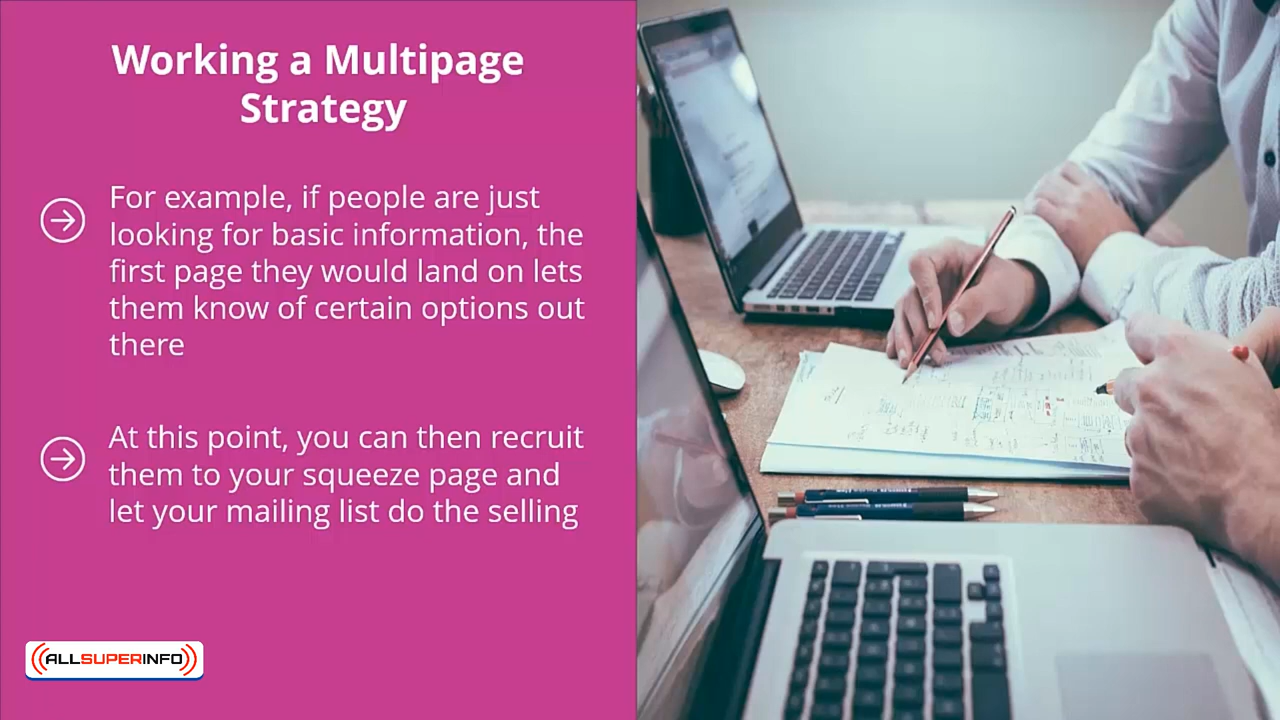 Working a Multipage
Strategy
For example, if people are just
looking for basic information, the
first page they would land on lets
them know of certain options out
there
At this point, you can then recruit
them to your squeeze page and
let your mailing list do the selling
ALLSUPERINFO